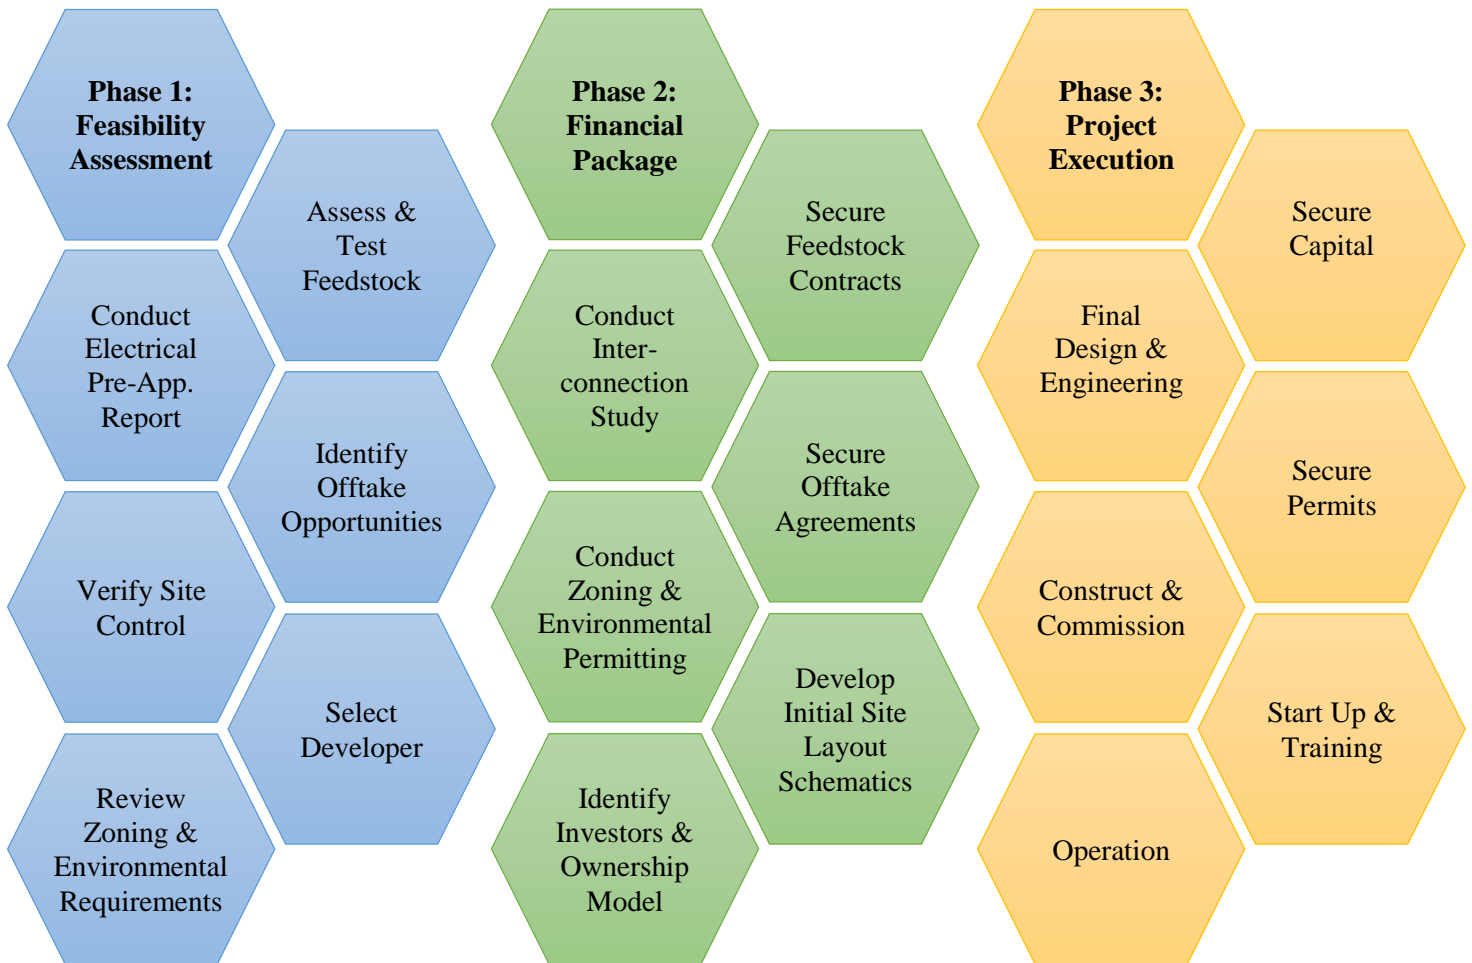 Phase 1:
Feasibility
Assessment
Assess &
Test
Feedstock
Conduct
Electrical
Pre-App.
Report
Identify
Offtake
Opportunities
Verify Site
Control
Select
Developer
Review
Zoning &
Environmental
Requirements
Phase 2:
Financial
Package
Secure
Feedstock
Contracts
Conduct
Inter-
connection
Study
Secure
Offtake
Agreements
Conduct
Zoning &
Environmental
Permitting
Develop
Initial Site
Layout
Schematics
Identify
Investors &
Ownership
Model
Phase 3:
Project
Execution
Secure
Capital
Final
Design &
Engineering
Secure
Permits
Construct &
Commission
Start Up &
Training
Operation